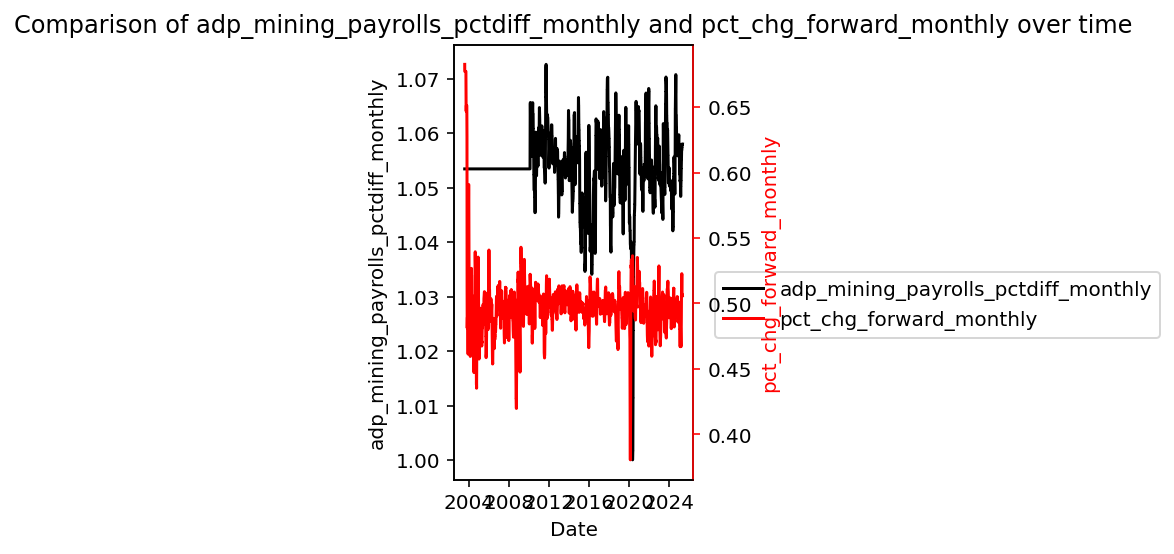 Comparison of adp_mining_payrolls_pctdiff_monthly and pct_chg_forward_monthly over time
adp_mining_payrolls_pctdiff_monthly
1.07
1.06
1.05
1.04
1.03
1.02
1.01
1.00
0.65
0.60
0.55
0.50
0.45
0.40
pct_chg_forward_monthly
adp_mining_payrolls_pctdiff_monthly
pct_chg_forward_monthly
2004 2008 2012 2016 2020 2024
Date